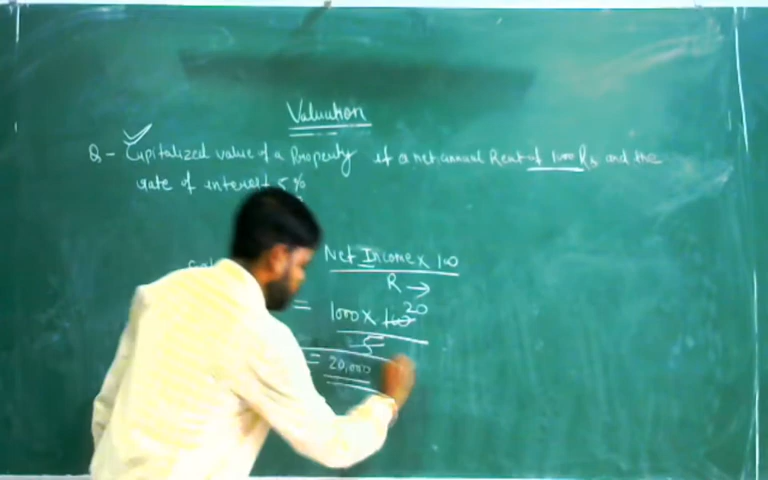 Valuation
Q - Capitalized value of a Property if a net annual Rent of 1000 Rs and the
rate of interest 5%
Net Income x 100
R →
= 1000 x 100 20
5
= 20,000